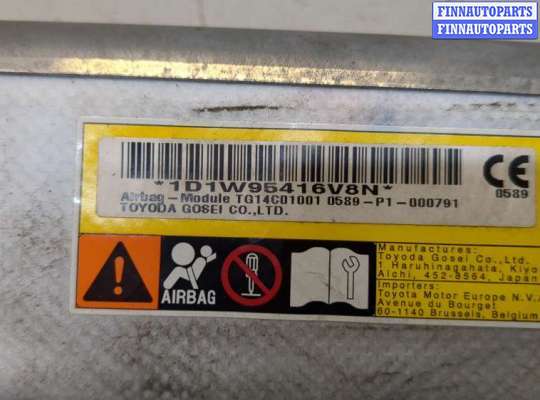 FINNAUTOPARTS
FINNAUTOPARTS
FINNAUTOPARTS
*1D1W95416V8N*
Airbag-Module TG14C01001 0589-P1-000791
TOYODA GOSEI CO.,LTD.
CE
0589
AIRBAG
Manufactures:
Toyoda Gosei Co.,Ltd.
1 Haruhinagahata, Kiyo
Aichi, 452-8564, Japan
Importers:
Toyota Motor Europe N.V.
Avenue du Bourget
60-1140 Brussels, Belgium